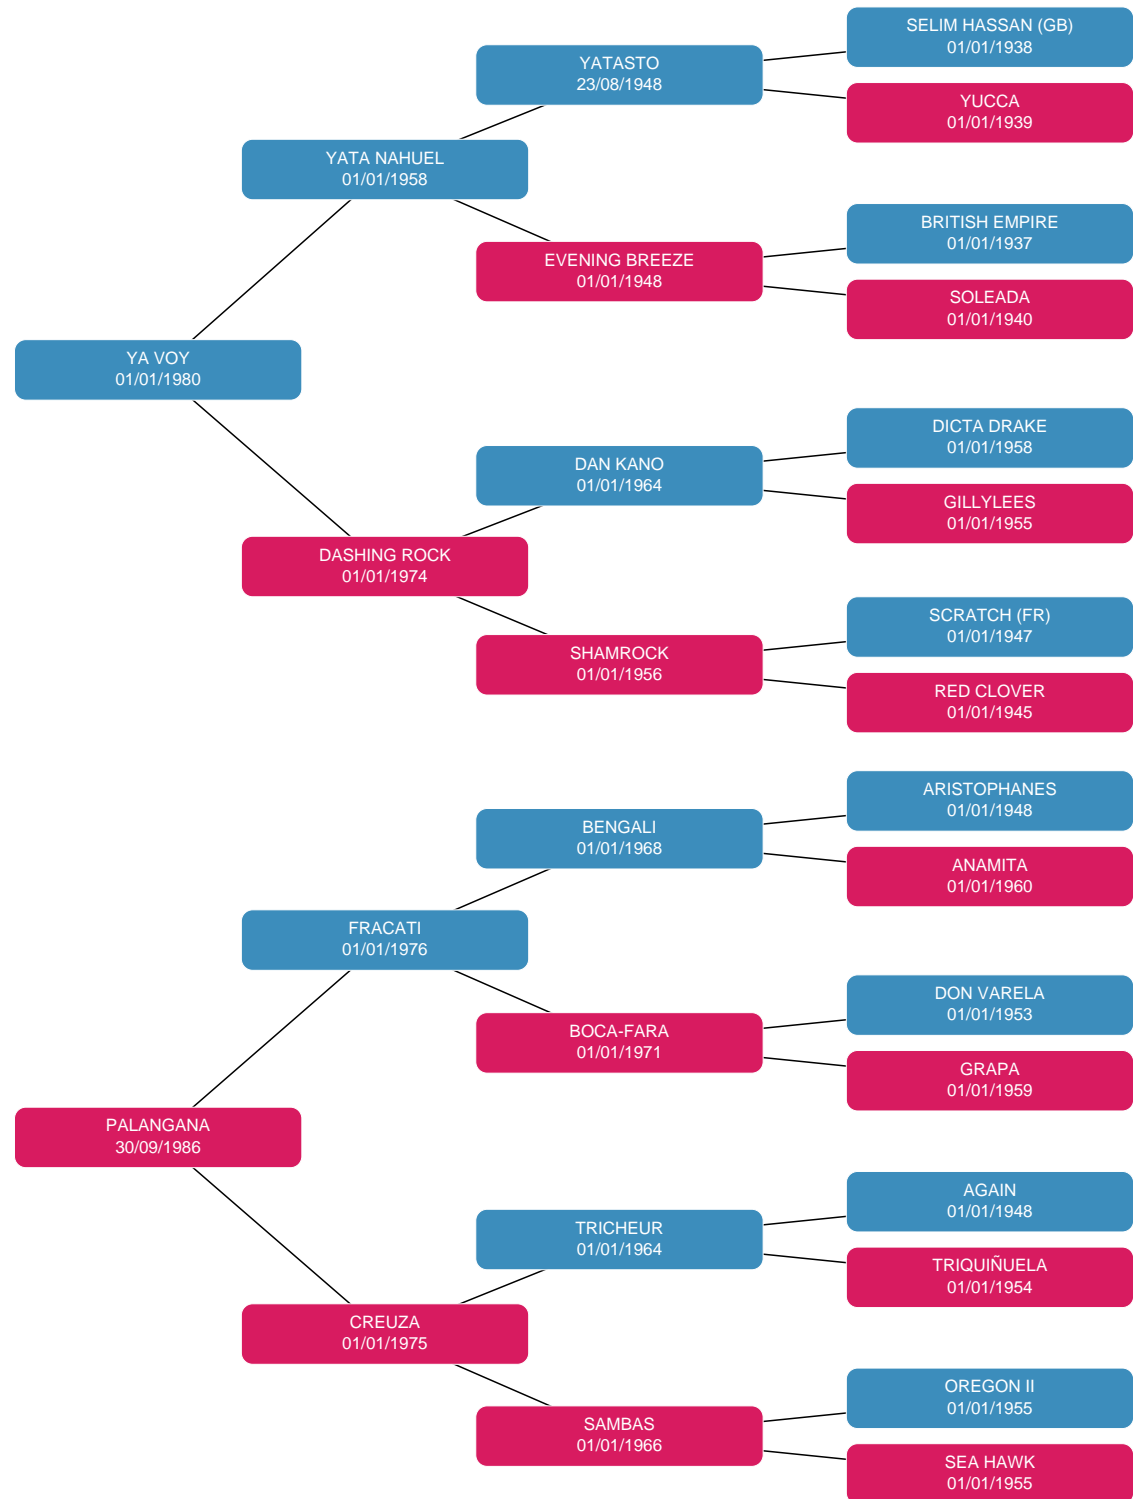 SELIM HASSAN (GB)
01/01/1938
YATASTO
23/08/1948
YUCCA
01/01/1939
YATA NAHUEL
01/01/1958
BRITISH EMPIRE
01/01/1937
EVENING BREEZE
01/01/1948
SOLEADA
01/01/1940
YA VOY
01/01/1980
DICTA DRAKE
01/01/1958
DAN KANO
01/01/1964
GILLYLEES
01/01/1955
DASHING ROCK
01/01/1974
SCRATCH (FR)
01/01/1947
SHAMROCK
01/01/1956
RED CLOVER
01/01/1945
ARISTOPHANES
01/01/1948
BENGALI
01/01/1968
ANAMITA
01/01/1960
FRACATI
01/01/1976
DON VARELA
01/01/1953
BOCA-FARA
01/01/1971
GRAPA
01/01/1959
PALANGANA
30/09/1986
AGAIN
01/01/1948
TRICHEUR
01/01/1964
TRIQUIÑUELA
01/01/1954
CREUZA
01/01/1975
OREGON II
01/01/1955
SAMBAS
01/01/1966
SEA HAWK
01/01/1955